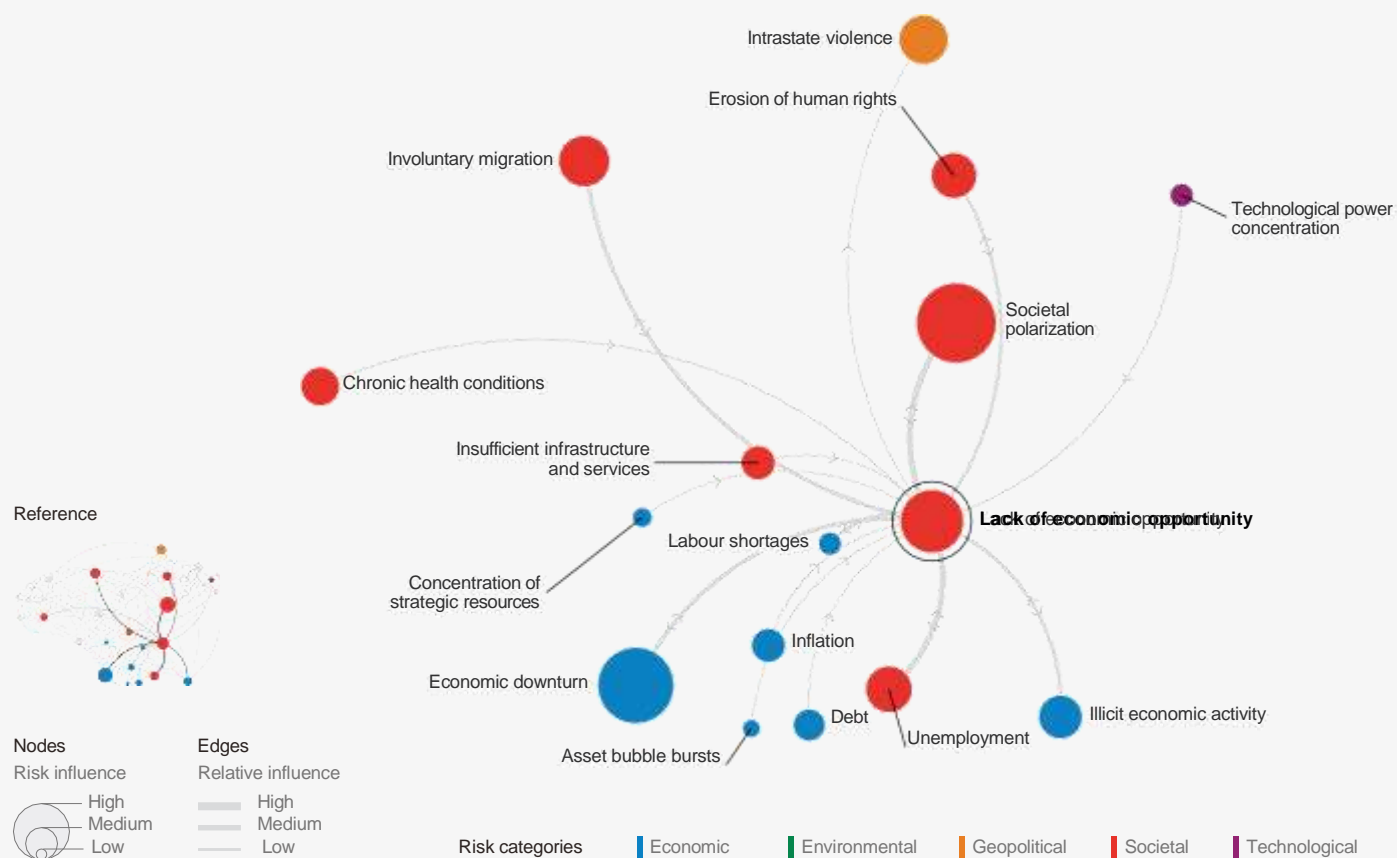 Intrastate violence
Erosion of human rights
Involuntary migration
Technological power
concentration
Societal
polarization
Chronic health conditions
Insufficient infrastructure
and services
Reference
Lack of economic opportunity
Labour shortages
Concentration of
strategic resources
Inflation
Economic downturn
Debt
Illicit economic activity
Unemployment
Asset bubble bursts
Nodes
Risk influence
High
Medium
Low
Edges
Relative influence
High
Medium
Low
Risk categories
Economic
Environmental
Geopolitical
Societal
Technological